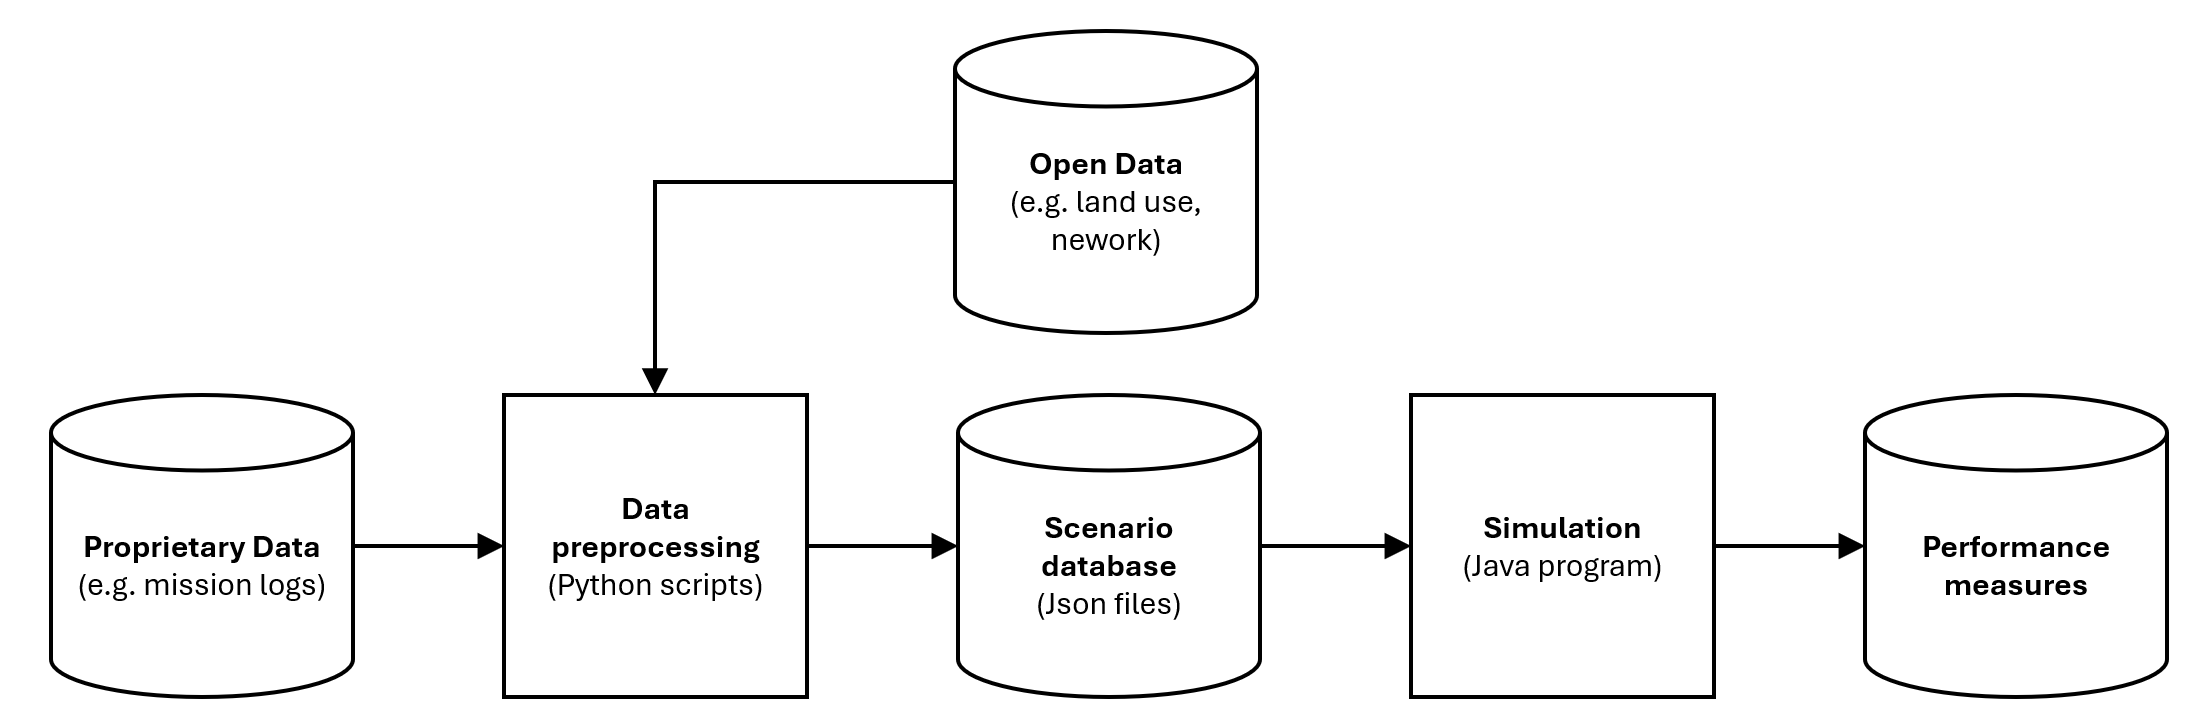 Open Data
(e.g. land use,
nework)
Proprietary Data
(e.g. mission logs)
Data
preprocessing
(Python scripts)
Scenario
database
(Json files)
Simulation
(Java program)
Performance
measures